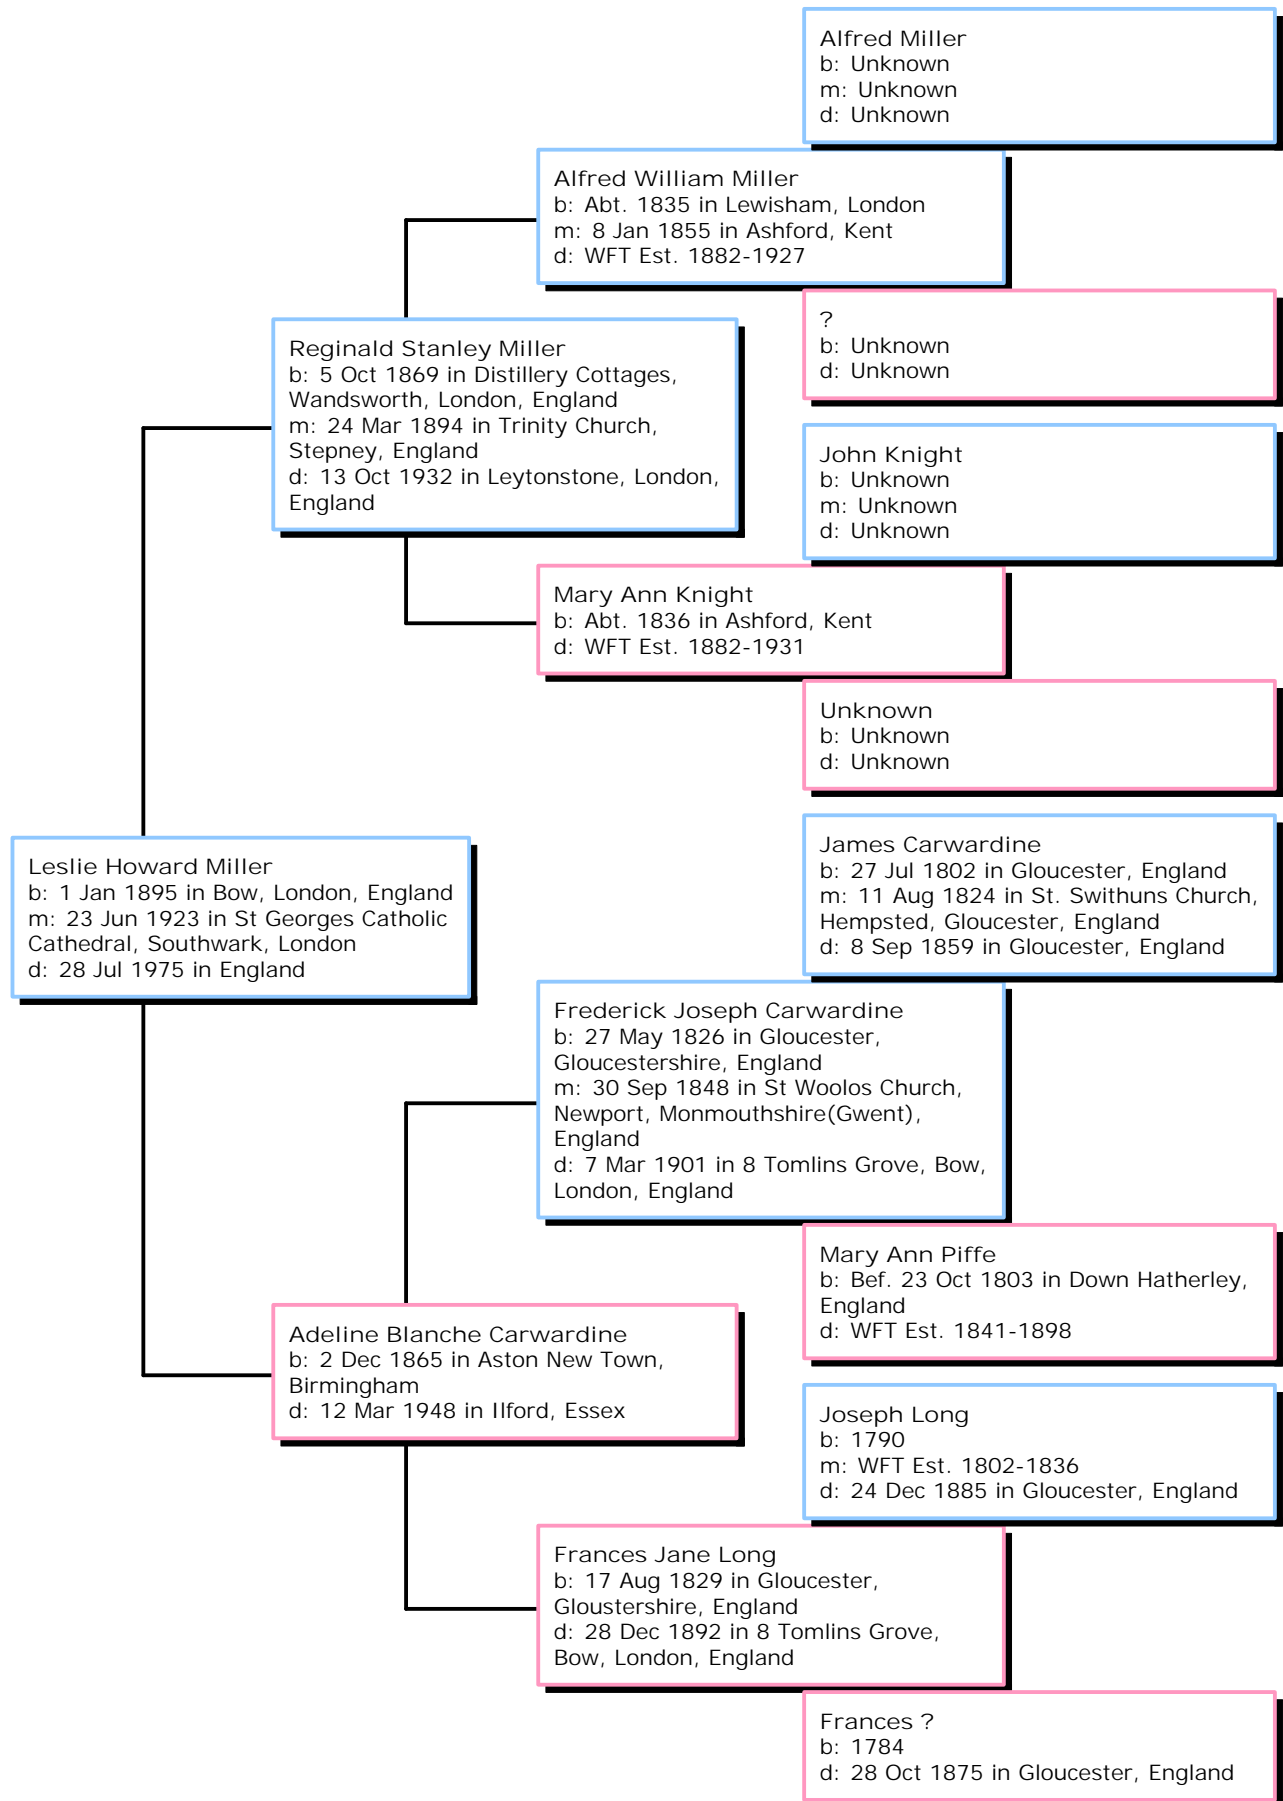 Alfred Miller
b: Unknown
m: Unknown
d: Unknown
Alfred William Miller
b: Abt. 1835 in Lewisham, London
m: 8 Jan 1855 in Ashford, Kent
d: WFT Est. 1882-1927
?
b: Unknown
d: Unknown
Reginald Stanley Miller
b: 5 Oct 1869 in Distillery Cottages,
Wandsworth, London, England
m: 24 Mar 1894 in Trinity Church,
Stepney, England
d: 13 Oct 1932 in Leytonstone, London,
England
John Knight
b: Unknown
m: Unknown
d: Unknown
Mary Ann Knight
b: Abt. 1836 in Ashford, Kent
d: WFT Est. 1882-1931
Unknown
b: Unknown
d: Unknown
Leslie Howard Miller
b: 1 Jan 1895 in Bow, London, England
m: 23 Jun 1923 in St Georges Catholic
Cathedral, Southwark, London
d: 28 Jul 1975 in England
James Carwardine
b: 27 Jul 1802 in Gloucester, England
m: 11 Aug 1824 in St. Swithuns Church,
Hempsted, Gloucester, England
d: 8 Sep 1859 in Gloucester, England
Frederick Joseph Carwardine
b: 27 May 1826 in Gloucester,
Gloucestershire, England
m: 30 Sep 1848 in St Woolos Church,
Newport, Monmouthshire(Gwent),
England
d: 7 Mar 1901 in 8 Tomlins Grove, Bow,
London, England
Mary Ann Piffe
b: Bef. 23 Oct 1803 in Down Hatherley,
England
d: WFT Est. 1841-1898
Adeline Blanche Carwardine
b: 2 Dec 1865 in Aston New Town,
Birmingham
d: 12 Mar 1948 in Ilford, Essex
Joseph Long
b: 1790
m: WFT Est. 1802-1836
d: 24 Dec 1885 in Gloucester, England
Frances Jane Long
b: 17 Aug 1829 in Gloucester,
Gloustershire, England
d: 28 Dec 1892 in 8 Tomlins Grove,
Bow, London, England
Frances ?
b: 1784
d: 28 Oct 1875 in Gloucester, England